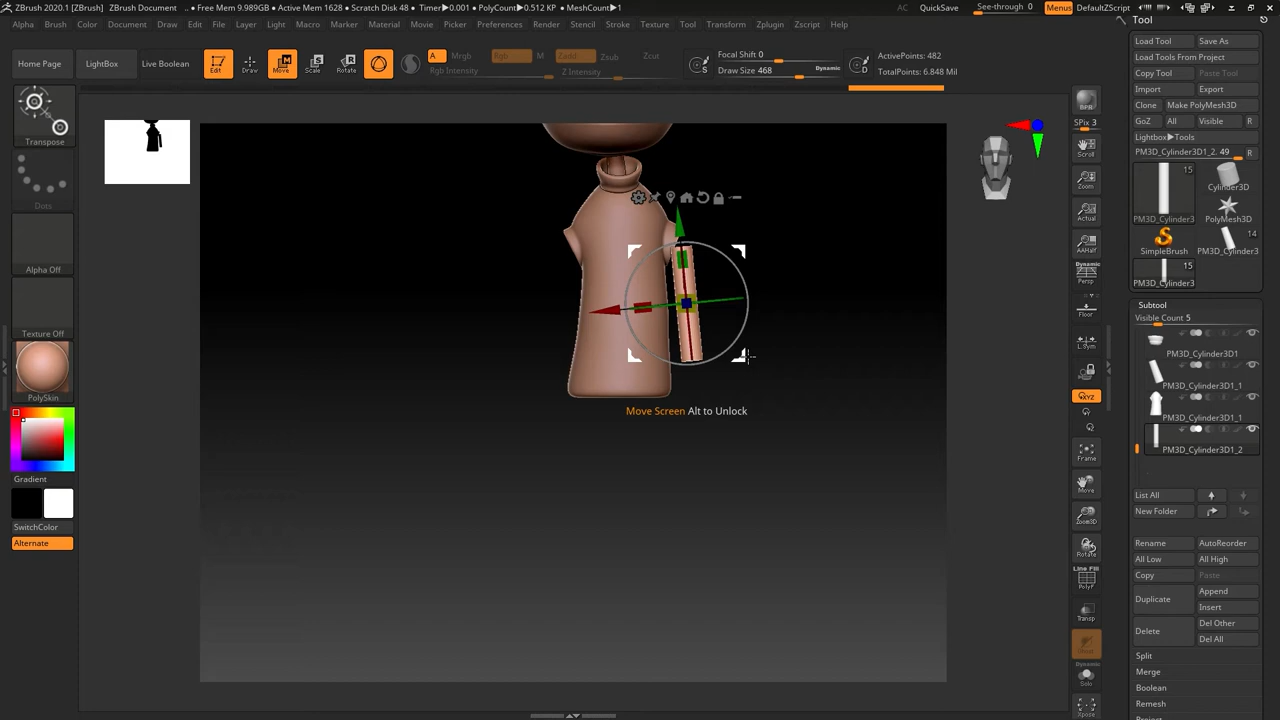 ZBrush 2020.1 [ZBrush]    ZBrush Document    • Free Mem 9.989GB • Active Mem 1628 • Scratch Disk 48 • Timer▶0.001 • PolyCount▶0.512 KP • MeshCount▶1
AC QuickSave See-through 0 Menus DefaultZScript
Alpha Brush Color Document Draw Edit File Layer Light Macro Marker Material Movie Picker Preferences Render Stencil Stroke Texture Tool Transform Zplugin Zscript Help
Home Page LightBox Live Boolean
Edit Draw Move Scale Rotate
A Mrgb Rgb M Zadd Zsub Zcut
Rgb Intensity Z Intensity
Focal Shift 0
Draw Size 468 Dynamic
S
D
ActivePoints: 482
TotalPoints: 6.848 Mil
Transpose
Dots
Alpha Off
Texture Off
PolySkin
Gradient
SwitchColor
Alternate
Move Screen Alt to Unlock
BPR
SPix 3
Scroll
Zoom
Actual
AAHalf
Dynamic
Persp
Floor
L.Sym
XYZ
Frame
Move
Zoom3D
Rotate
Line Fill
PolyF
Transp
Dynamic
Solo
Xpose
Tool
Load Tool Save As
Load Tools From Project
Copy Tool Paste Tool
Import Export
Clone Make PolyMesh3D
GoZ All Visible R
Lightbox▶Tools
PM3D_Cylinder3D1_2. 49 R
15
PM3D_Cylinder3 Cylinder3D
PolyMesh3D
14
SimpleBrush PM3D_Cylinder3
15
PM3D_Cylinder3
Subtool
Visible Count 5
PM3D_Cylinder3D1
PM3D_Cylinder3D1_1
PM3D_Cylinder3D1_1
PM3D_Cylinder3D1_2
List All
New Folder
Rename AutoReorder
All Low All High
Copy Paste
Duplicate Append
Insert
Delete Del Other
Del All
Split
Merge
Boolean
Remesh
Project